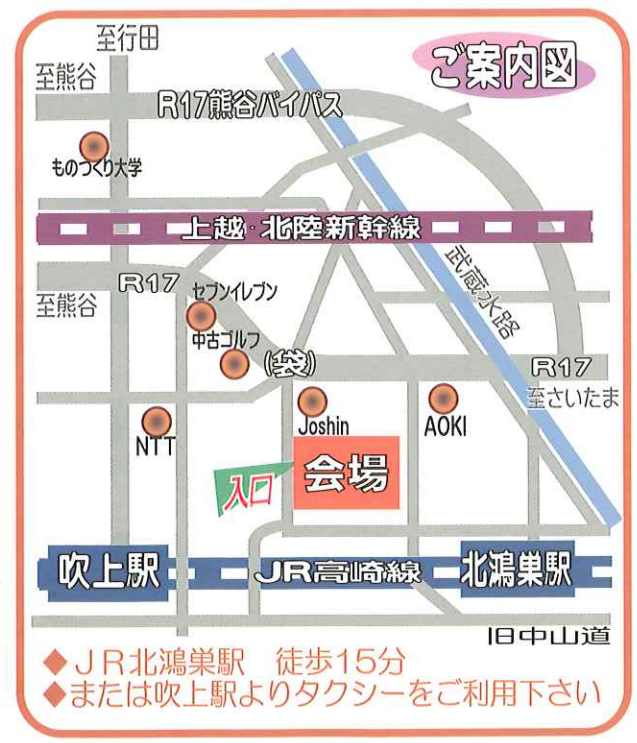 至行田
ご案内図
至熊谷
R17熊谷バイパス
ものつくり大学
上越・北陸新幹線
武蔵水路
R17
セブンイレブン
至熊谷
中古ゴルフ
(袋)
R17
至さいたま
Joshin
AOKI
NTT
会場
入口
吹上駅
JR高崎線
北鴻巣駅
旧中山道
◆JR北鴻巣駅 徒歩15分
◆または吹上駅よりタクシーをご利用下さい